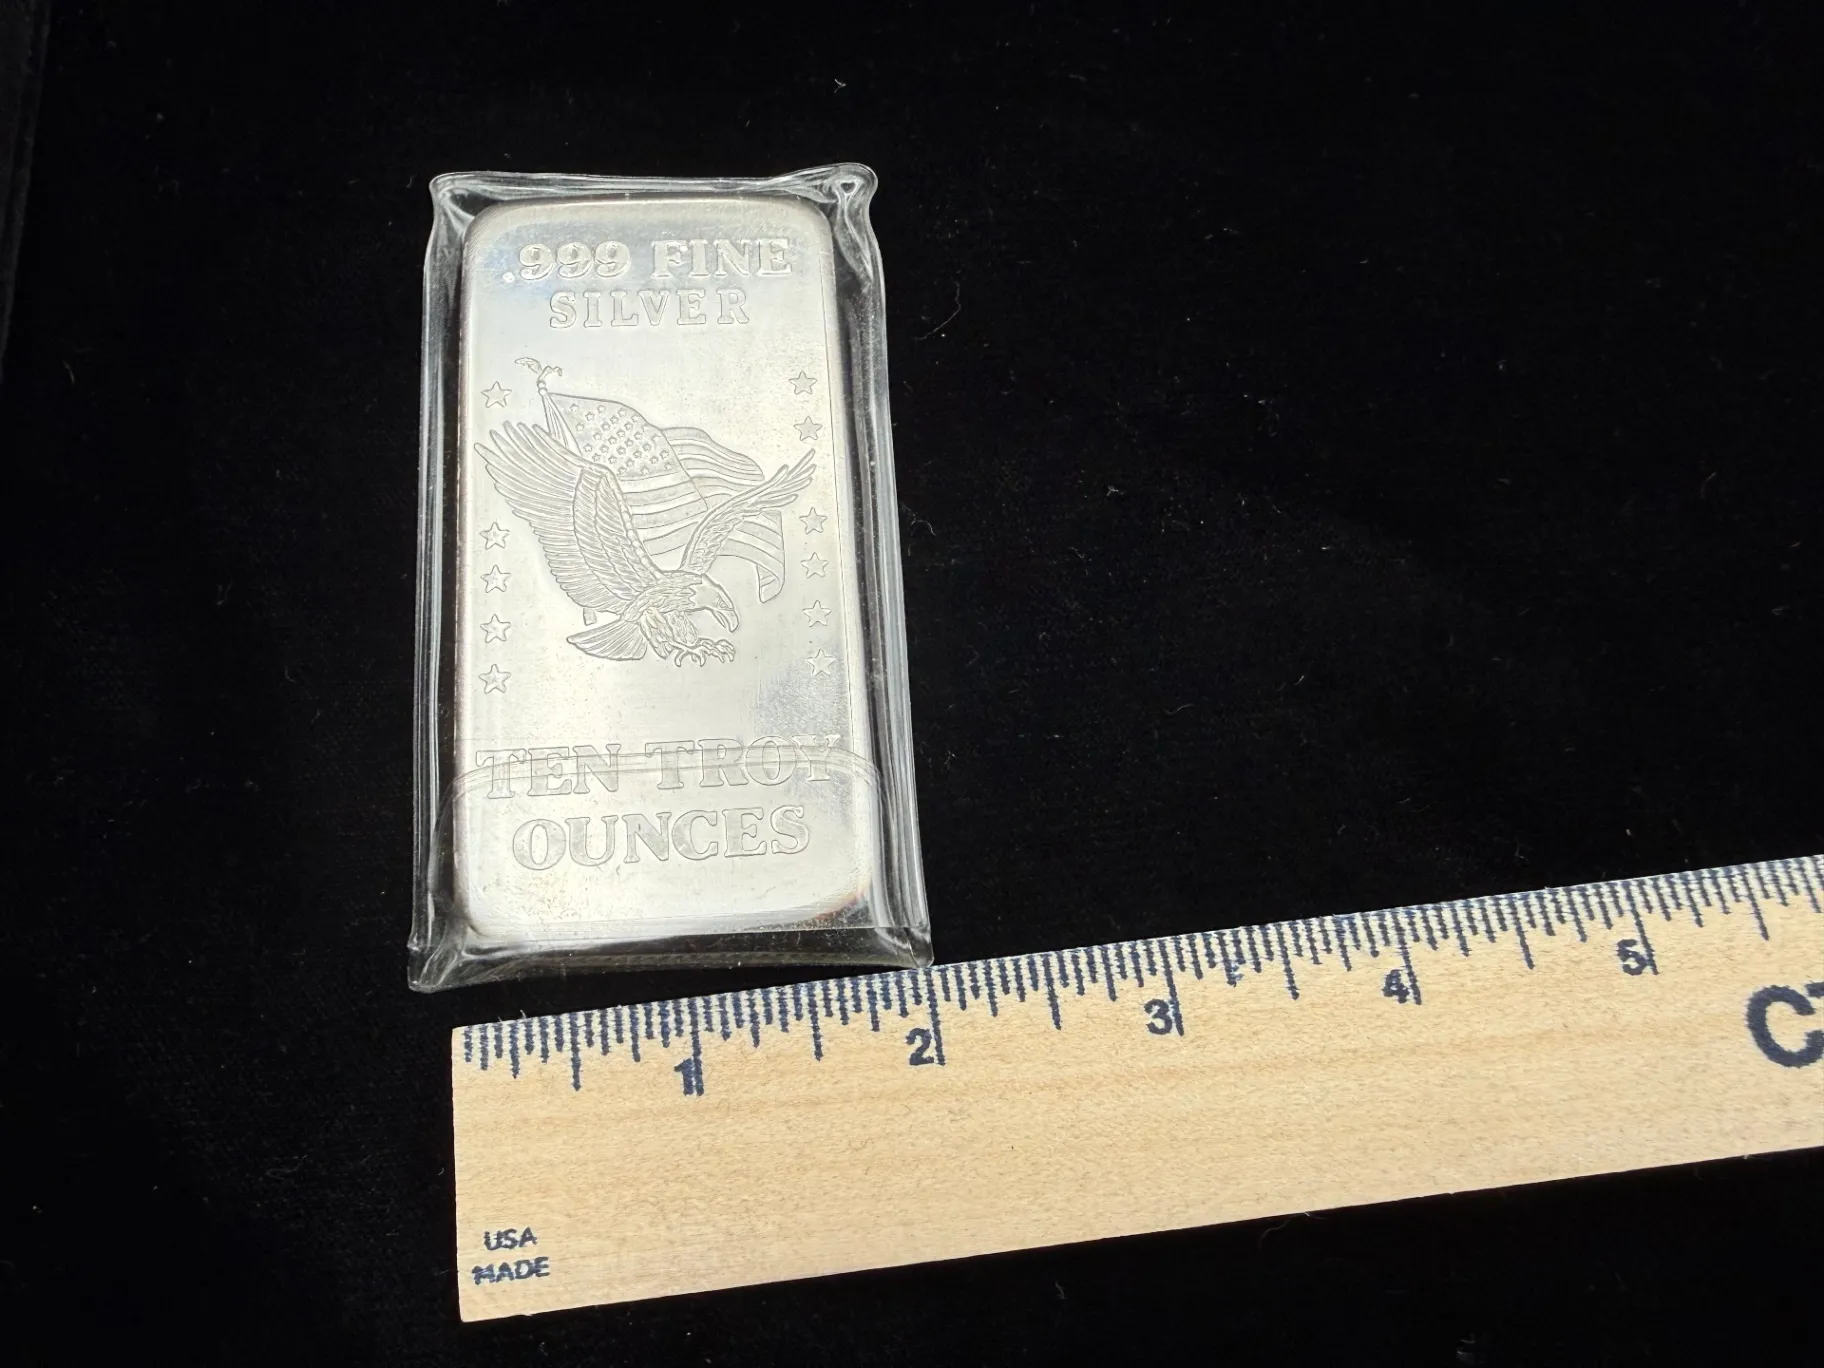 .999 FINE
SILVER
TEN TROY
OUNCES
1 2 3 4 5
USA
MADE